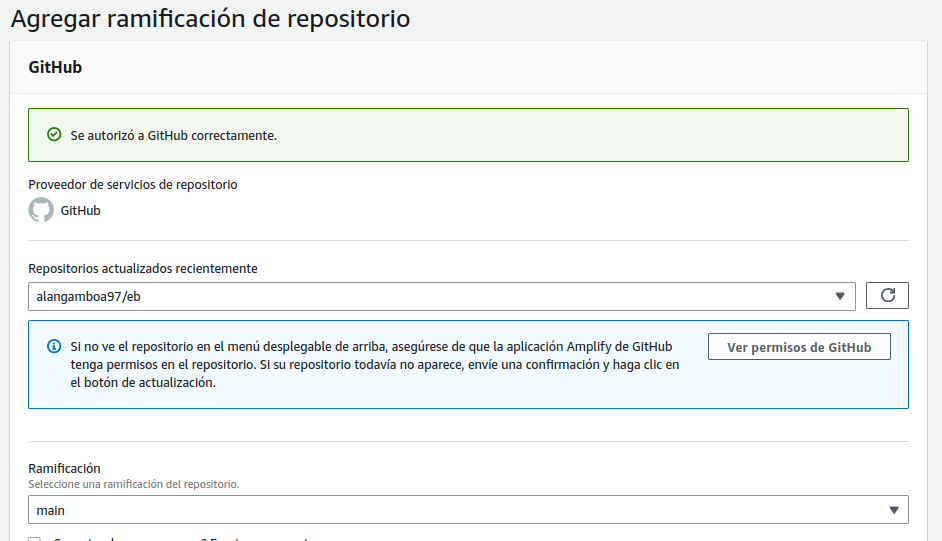 Agregar ramificación de repositorio
GitHub
Se autorizó a GitHub correctamente.
Proveedor de servicios de repositorio
GitHub
Repositorios actualizados recientemente
alangamboa97/eb
Si no ve el repositorio en el menú desplegable de arriba, asegúrese de que la aplicación Amplify de GitHub
tenga permisos en el repositorio. Si su repositorio todavía no aparece, envíe una confirmación y haga clic en
el botón de actualización.
Ver permisos de GitHub
Ramificación
Seleccione una ramificación del repositorio.
main